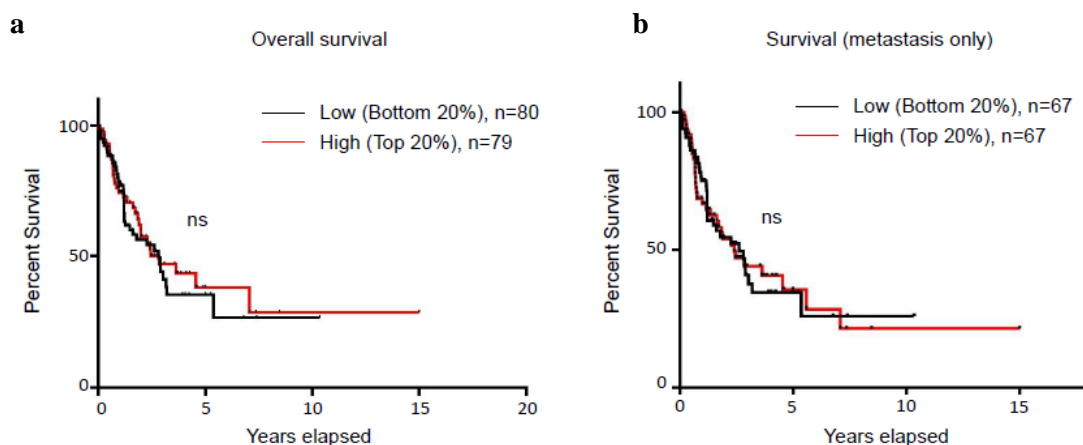 a
Overall survival
Low (Bottom 20%), n=80
High (Top 20%), n=79
ns
Percent Survival
100
50
0
0 5 10 15 20
Years elapsed
b
Survival (metastasis only)
Low (Bottom 20%), n=67
High (Top 20%), n=67
ns
Percent Survival
100
50
0
0 5 10 15
Years elapsed